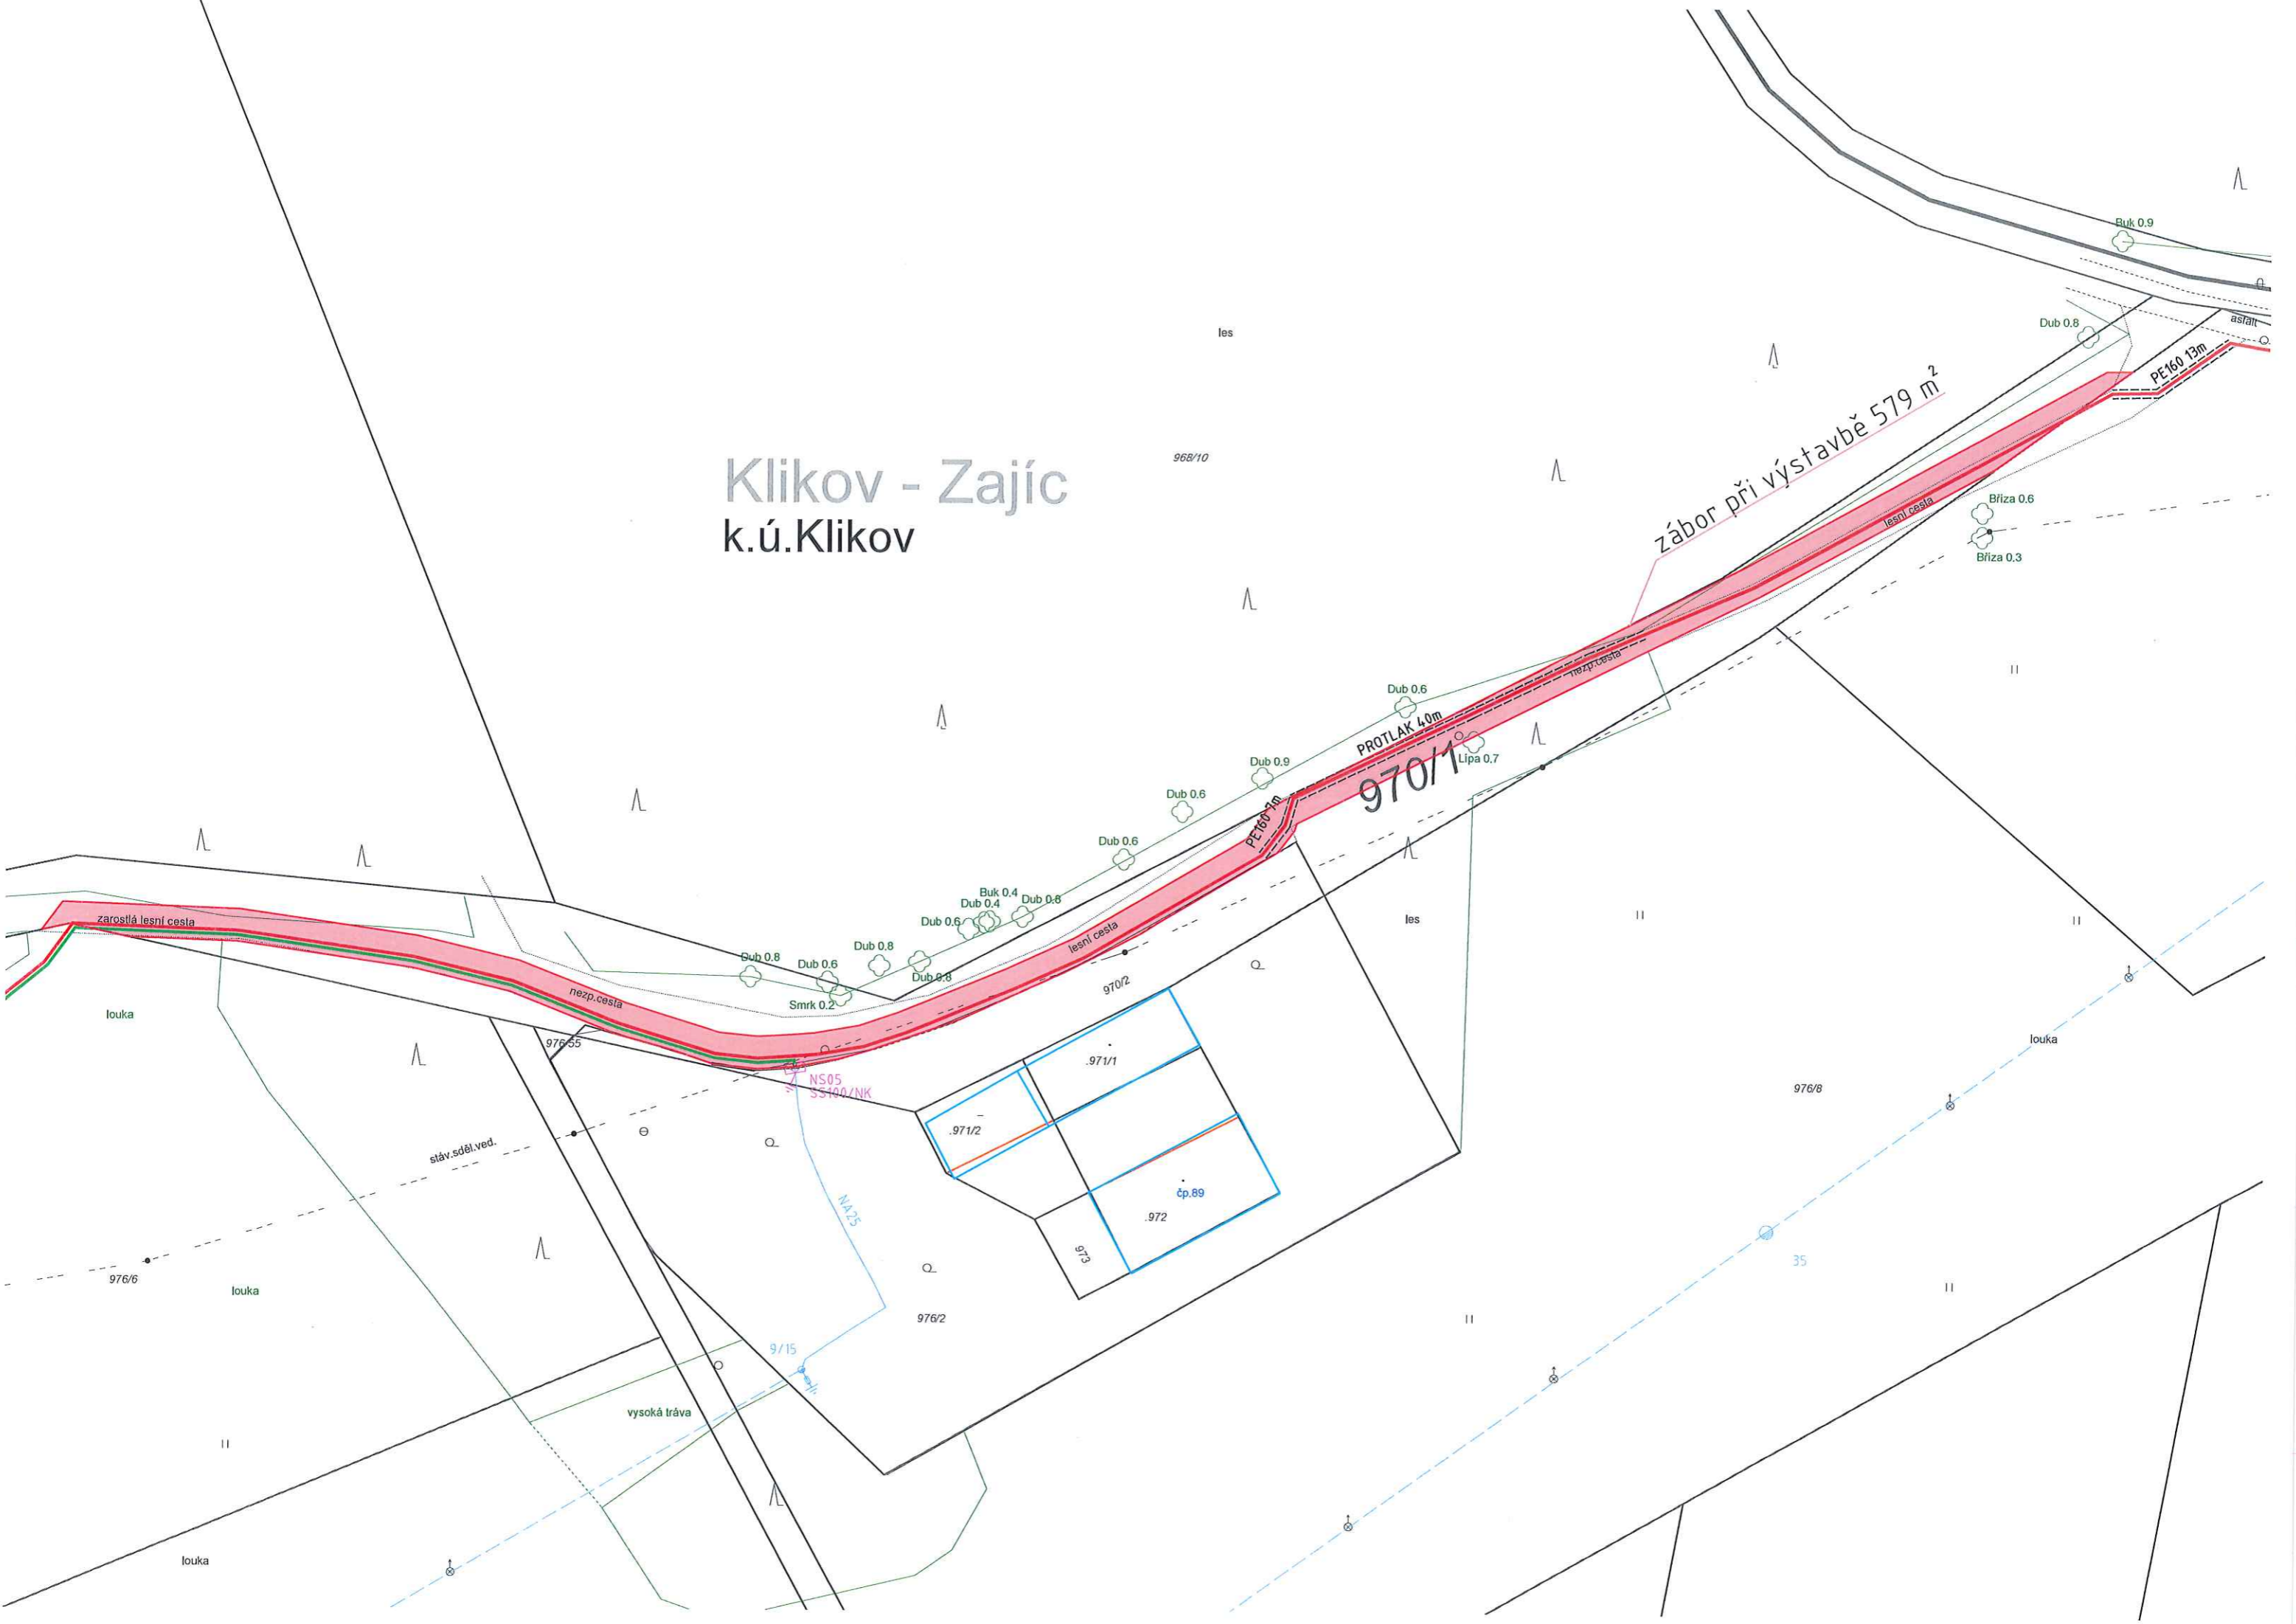 Buk 0.9
asfalt
Dub 0.8
les
PE160 13m
zábor při výstavbě 579 m²
968/10
Klikov - Zajíc
k.ú.Klikov
Bříza 0.6
lesní cesta
Bříza 0.3
nezp.cesta
Dub 0.6
PROTLAK 40m
Lípa 0.7
Dub 0.9
970/1
Dub 0.6
PE160 7m
Dub 0.6
Buk 0.4
Dub 0.4
Dub 0.8
Dub 0.6
zarostlá lesní cesta
les
lesní cesta
Dub 0.8
Dub 0.8
Dub 0.6
Dub 0.8
970/2
nezp.cesta
Smrk 0.2
louka
louka
976/55
.971/1
NS05
SS100/NK
976/8
.971/2
stáv.sděl.ved.
čp.89
NA25
.972
973
35
976/6
louka
976/2
9/15
vysoká tráva
louka